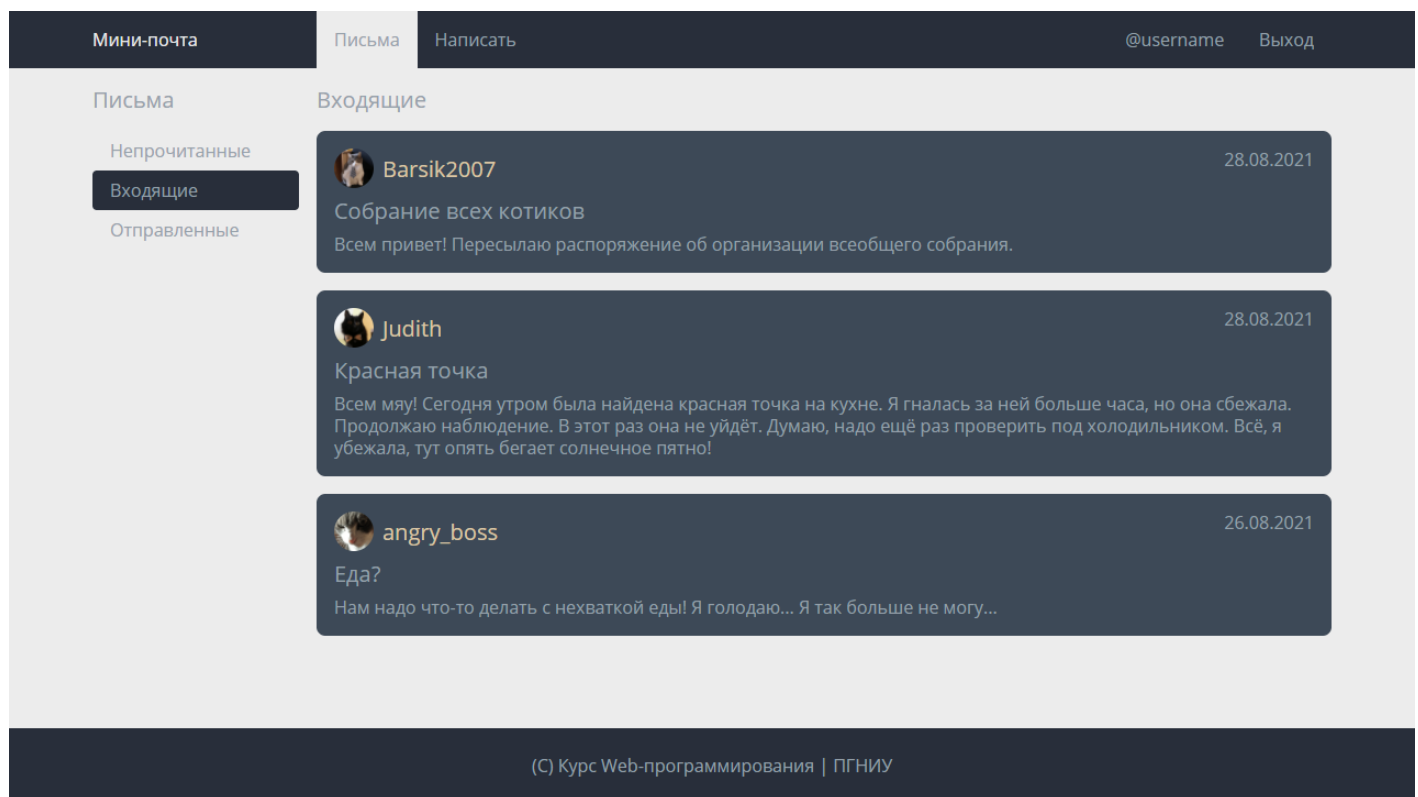 Мини-почта
Письма
Написать
@username
Выход
Письма
Непрочитанные
Входящие
Отправленные
Входящие
Barsik2007
28.08.2021
Собрание всех котиков
Всем привет! Пересылаю распоряжение об организации всеобщего собрания.
Judith
28.08.2021
Красная точка
Всем мяу! Сегодня утром была найдена красная точка на кухне. Я гналась за ней больше часа, но она сбежала.
Продолжаю наблюдение. В этот раз она не уйдёт. Думаю, надо ещё раз проверить под холодильником. Всё, я
убежала, тут опять бегает солнечное пятно!
angry_boss
26.08.2021
Еда?
Нам надо что-то делать с нехваткой еды! Я голодаю... Я так больше не могу...
(C) Курс Web-программирования | ПГНИУ